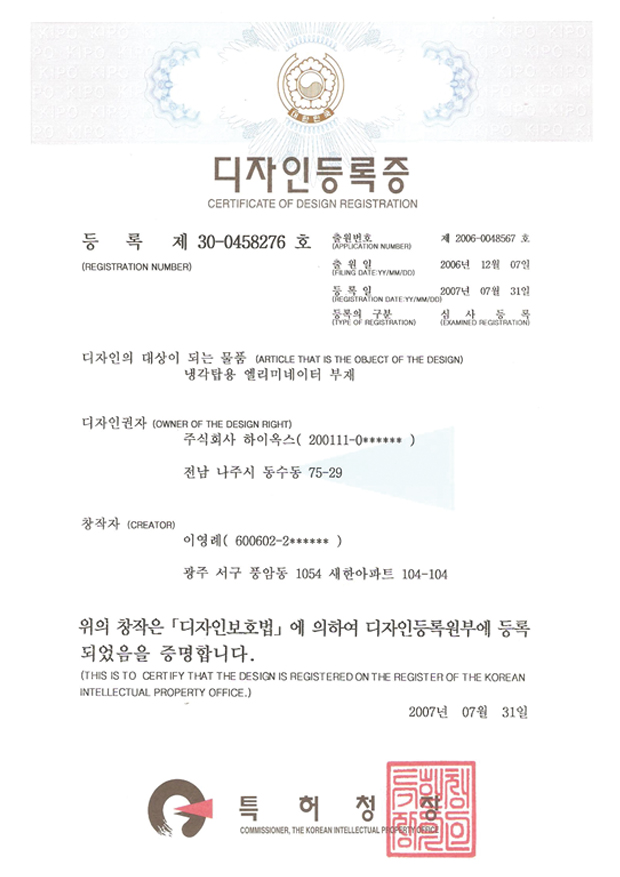 대한민국
디자인등록증
CERTIFICATE OF DESIGN REGISTRATION
등 록 제 30-0458276 호
(REGISTRATION NUMBER)
출원번호 제 2006-0048567 호
(APPLICATION NUMBER)
출 원 일 2006년 12월 07일
(FILING DATE:YY/MM/DD)
등 록 일 2007년 07월 31일
(REGISTRATION DATE:YY/MM/DD)
등록의 구분 심 사 등 록
(TYPE OF REGISTRATION) (EXAMINED REGISTRATION)
디자인의 대상이 되는 물품 (ARTICLE THAT IS THE OBJECT OF THE DESIGN)
냉각탑용 엘리미네이터 부재
디자인권자 (OWNER OF THE DESIGN RIGHT)
주식회사 하이옥스( 200111-0****** )
전남 나주시 동수동 75-29
창작자 (CREATOR)
이영례( 600602-2****** )
광주 서구 풍암동 1054 새한아파트 104-104
위의 창작은 「디자인보호법」에 의하여 디자인등록원부에 등록
되었음을 증명합니다.
(THIS IS TO CERTIFY THAT THE DESIGN IS REGISTERED ON THE REGISTER OF THE KOREAN
INTELLECTUAL PROPERTY OFFICE.)
2007년 07월 31일
특 허 청 장
COMMISSIONER, THE KOREAN INTELLECTUAL PROPERTY OFFICE